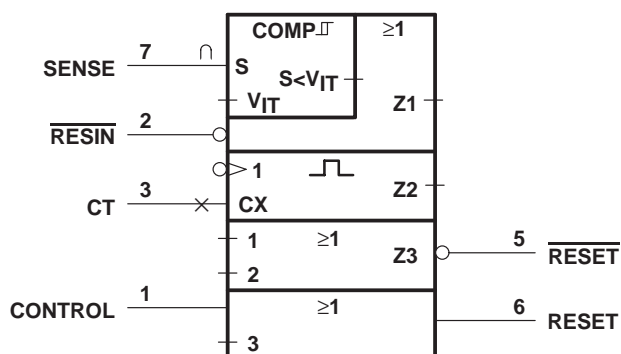 COMP ≥1
SENSE 7 ∩ S
S<VIT
VIT Z1
RESIN 2
1
Z2
CT 3 CX
1 ≥1
Z3 5 RESET
2
CONTROL 1 ≥1
6 RESET
3